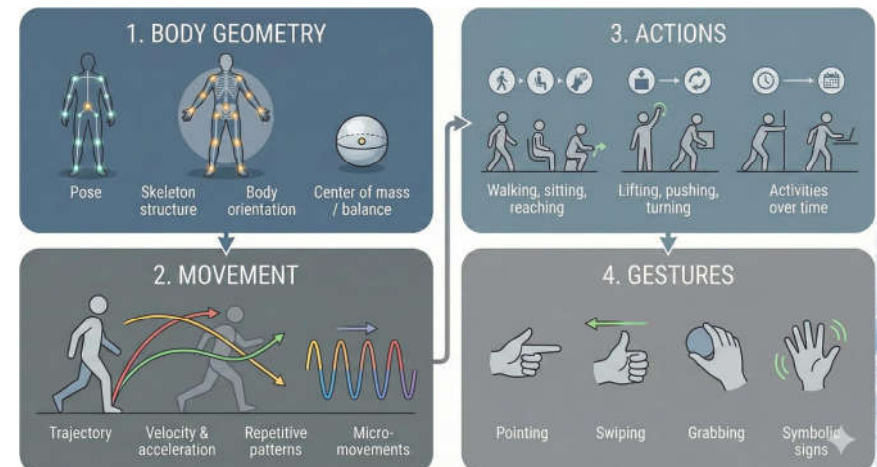 1. BODY GEOMETRY
Pose
Skeleton
structure
Body
orientation
Center of mass
/ balance
2. MOVEMENT
Trajectory
Velocity &
acceleration
Repetitive
patterns
Micro-
movements
3. ACTIONS
Walking, sitting,
reaching
Lifting, pushing,
turning
Activities
over time
4. GESTURES
Pointing
Swiping
Grabbing
Symbolic
signs